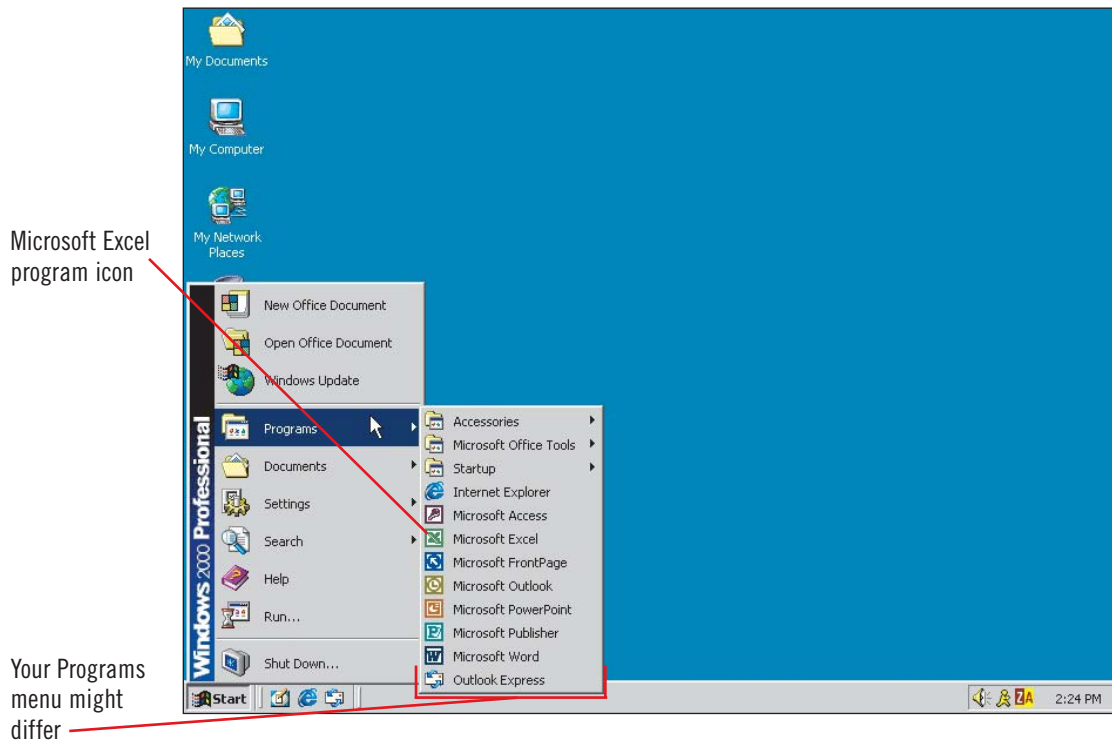 My Documents
My Computer
My Network
Places
Microsoft Excel
program icon
New Office Document
Open Office Document
Windows Update
Programs
Documents
Settings
Search
Help
Run...
Shut Down...
Windows 2000 Professional
Accessories
Microsoft Office Tools
Startup
Internet Explorer
Microsoft Access
Microsoft Excel
Microsoft FrontPage
Microsoft Outlook
Microsoft PowerPoint
Microsoft Publisher
Microsoft Word
Outlook Express
Your Programs
menu might
differ
Start
ZA
2:24 PM